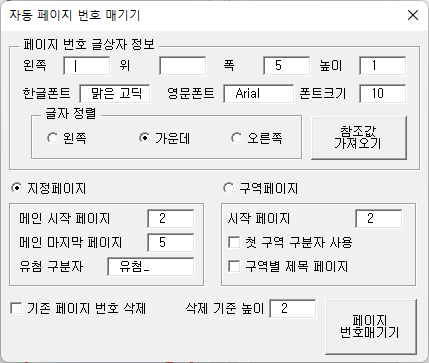 자동 페이지 번호 매기기
페이지 번호 글상자 정보
왼쪽 위 폭 5 높이 1
한글폰트 맑은 고딕 영문폰트 Arial 폰트크기 10
글자 정렬
왼쪽 가운데 오른쪽
참조값
가져오기
지정페이지 구역페이지
메인 시작 페이지 2
메인 마지막 페이지 5
유첨 구분자 유첨_
시작 페이지 2
첫 구역 구분자 사용
구역별 제목 페이지
기존 페이지 번호 삭제 삭제 기준 높이 2
페이지
번호매기기